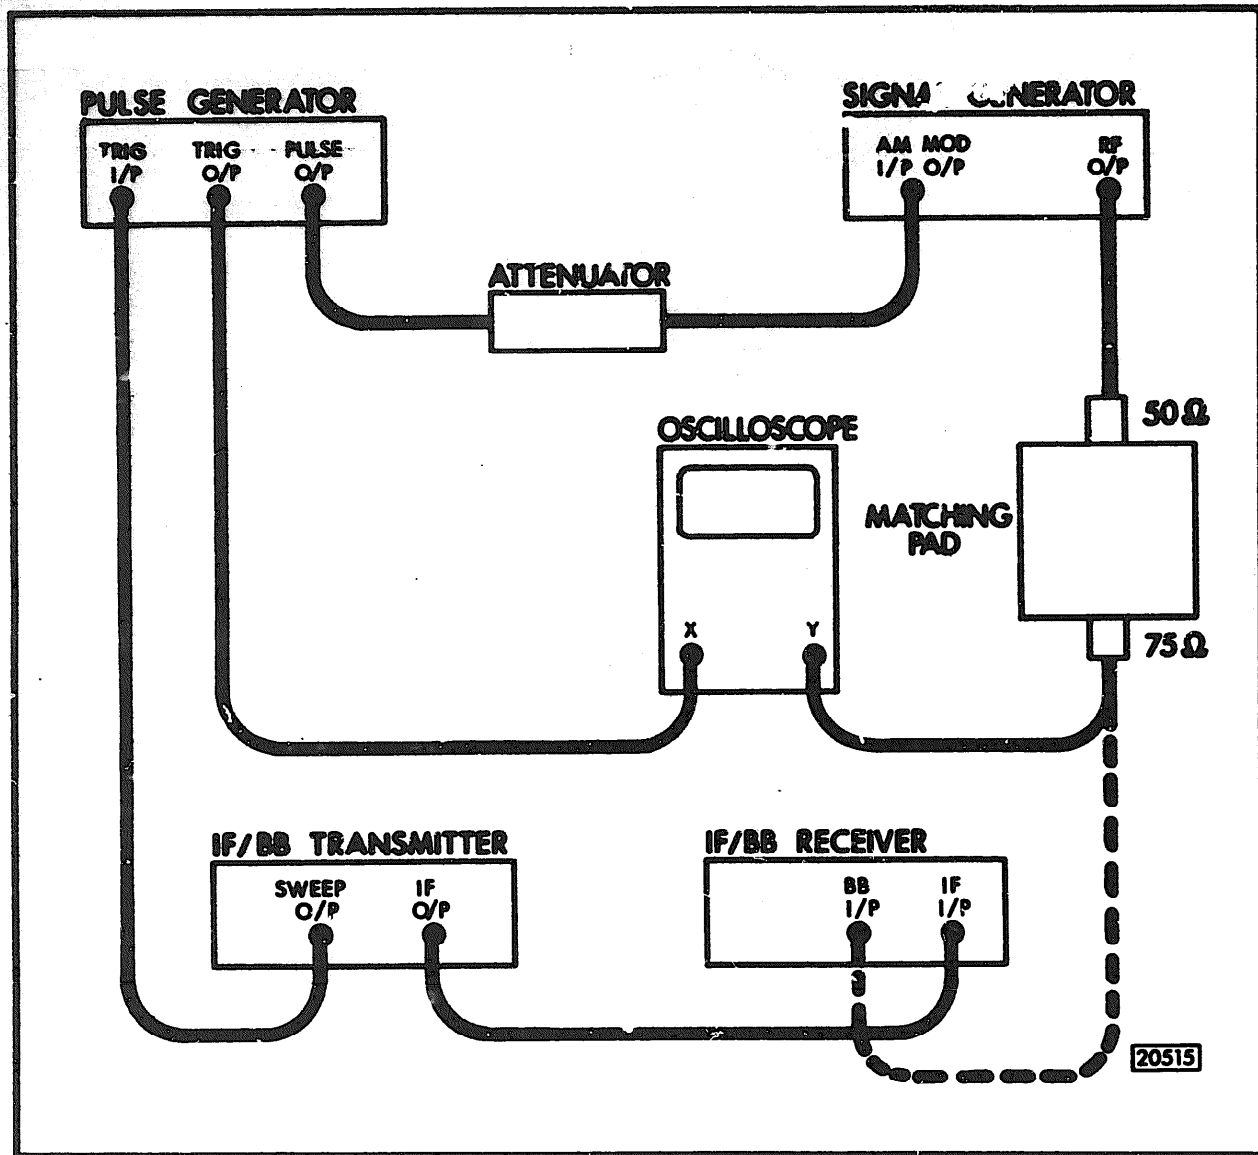 PULSE GENERATOR
TRIG I/P
TRIG O/P
PULSE O/P
GENERATOR
AM MOD
I/P O/P
RF O/P
ATTENUATOR
50Ω
OSCILLOSCOPE
MATCHING
PAD
X
Y
75Ω
IF/BB TRANSMITTER
SWEEP O/P
IF O/P
IF/BB RECEIVER
BB I/P
IF I/P
20515